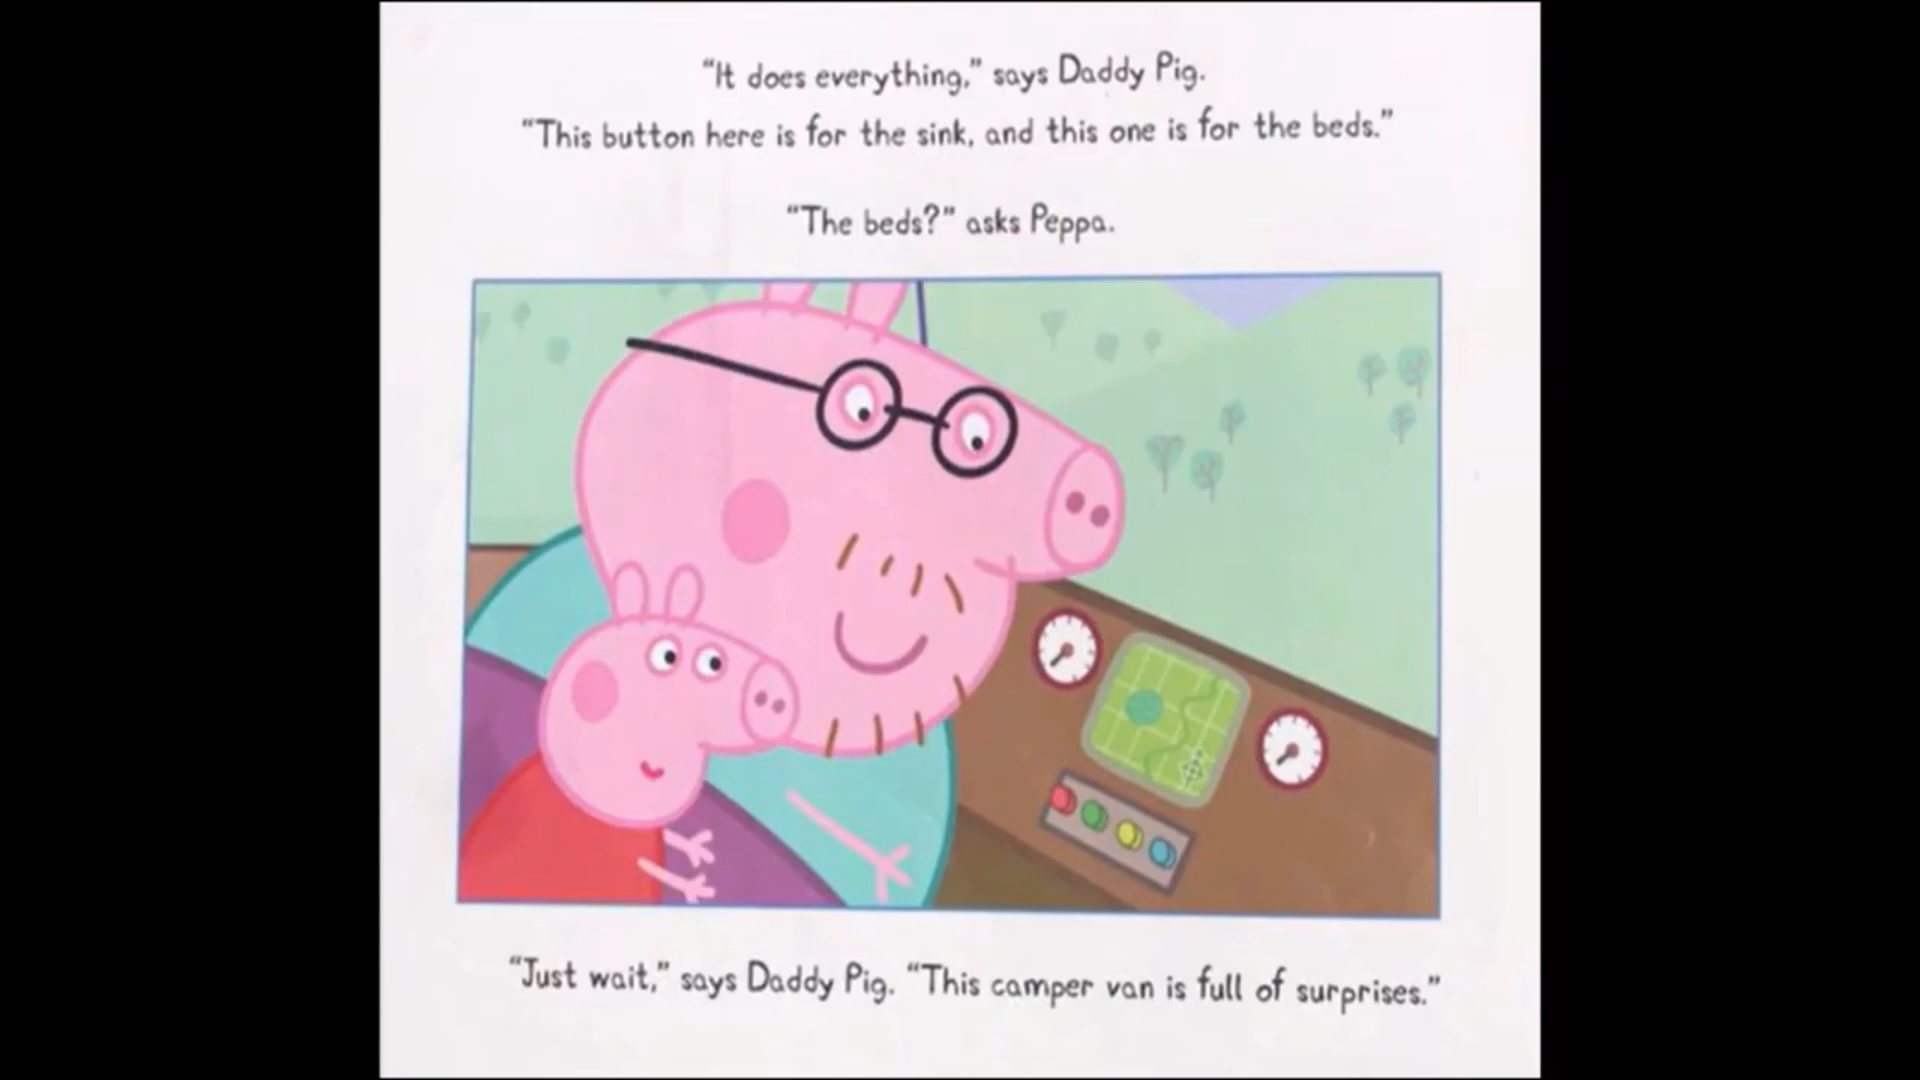 “It does everything,” says Daddy Pig.
“This button here is for the sink, and this one is for the beds.”
“The beds?” asks Peppa.
“Just wait,” says Daddy Pig. “This camper van is full of surprises.”